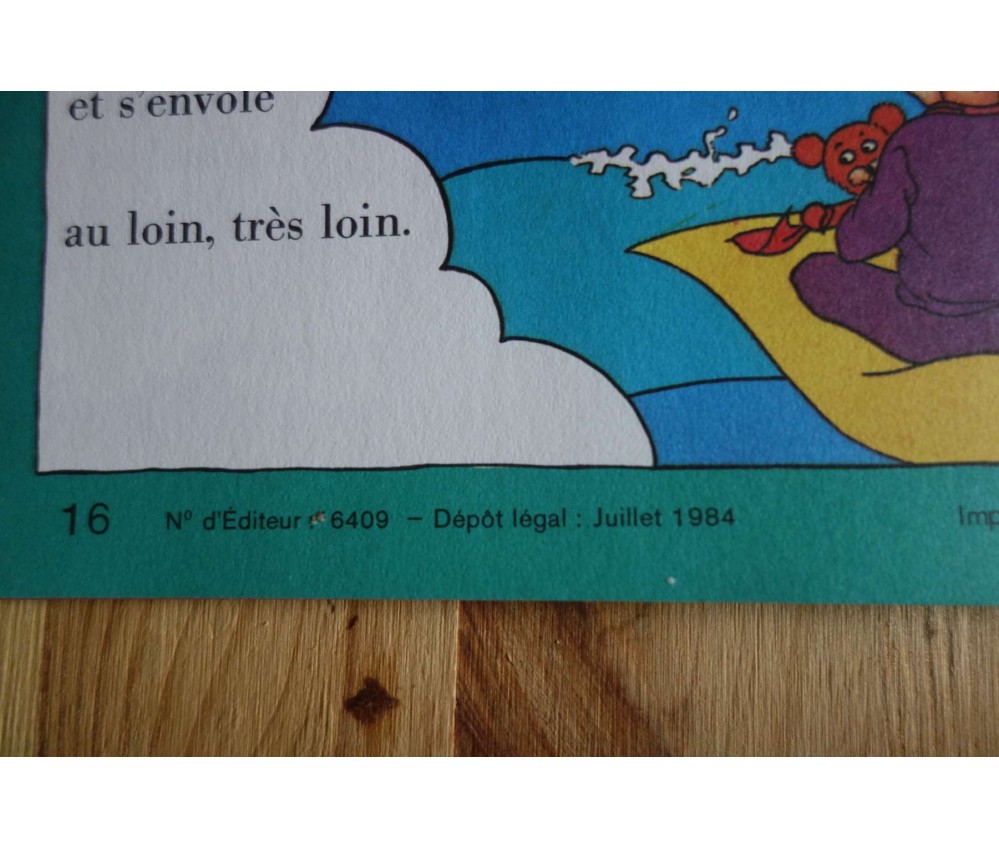 et s'envole
au loin, très loin.
16 N° d'Éditeur : 6409 – Dépôt légal : Juillet 1984